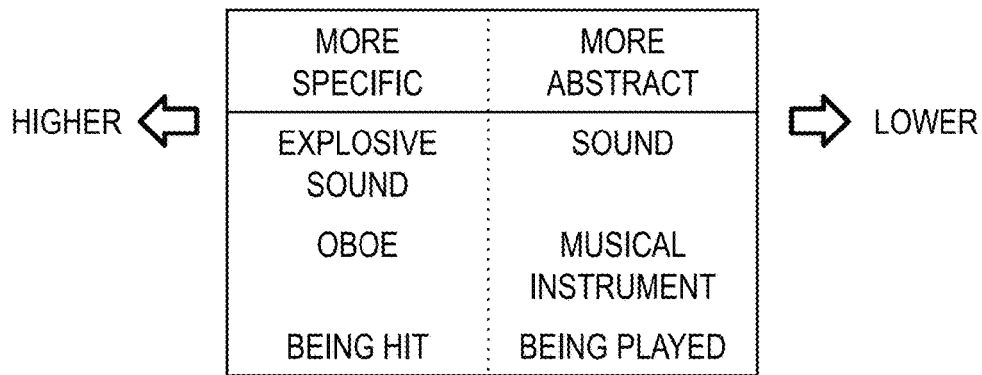 MORE SPECIFIC
MORE ABSTRACT
HIGHER
LOWER
EXPLOSIVE SOUND
SOUND
OBOE
MUSICAL INSTRUMENT
BEING HIT
BEING PLAYED